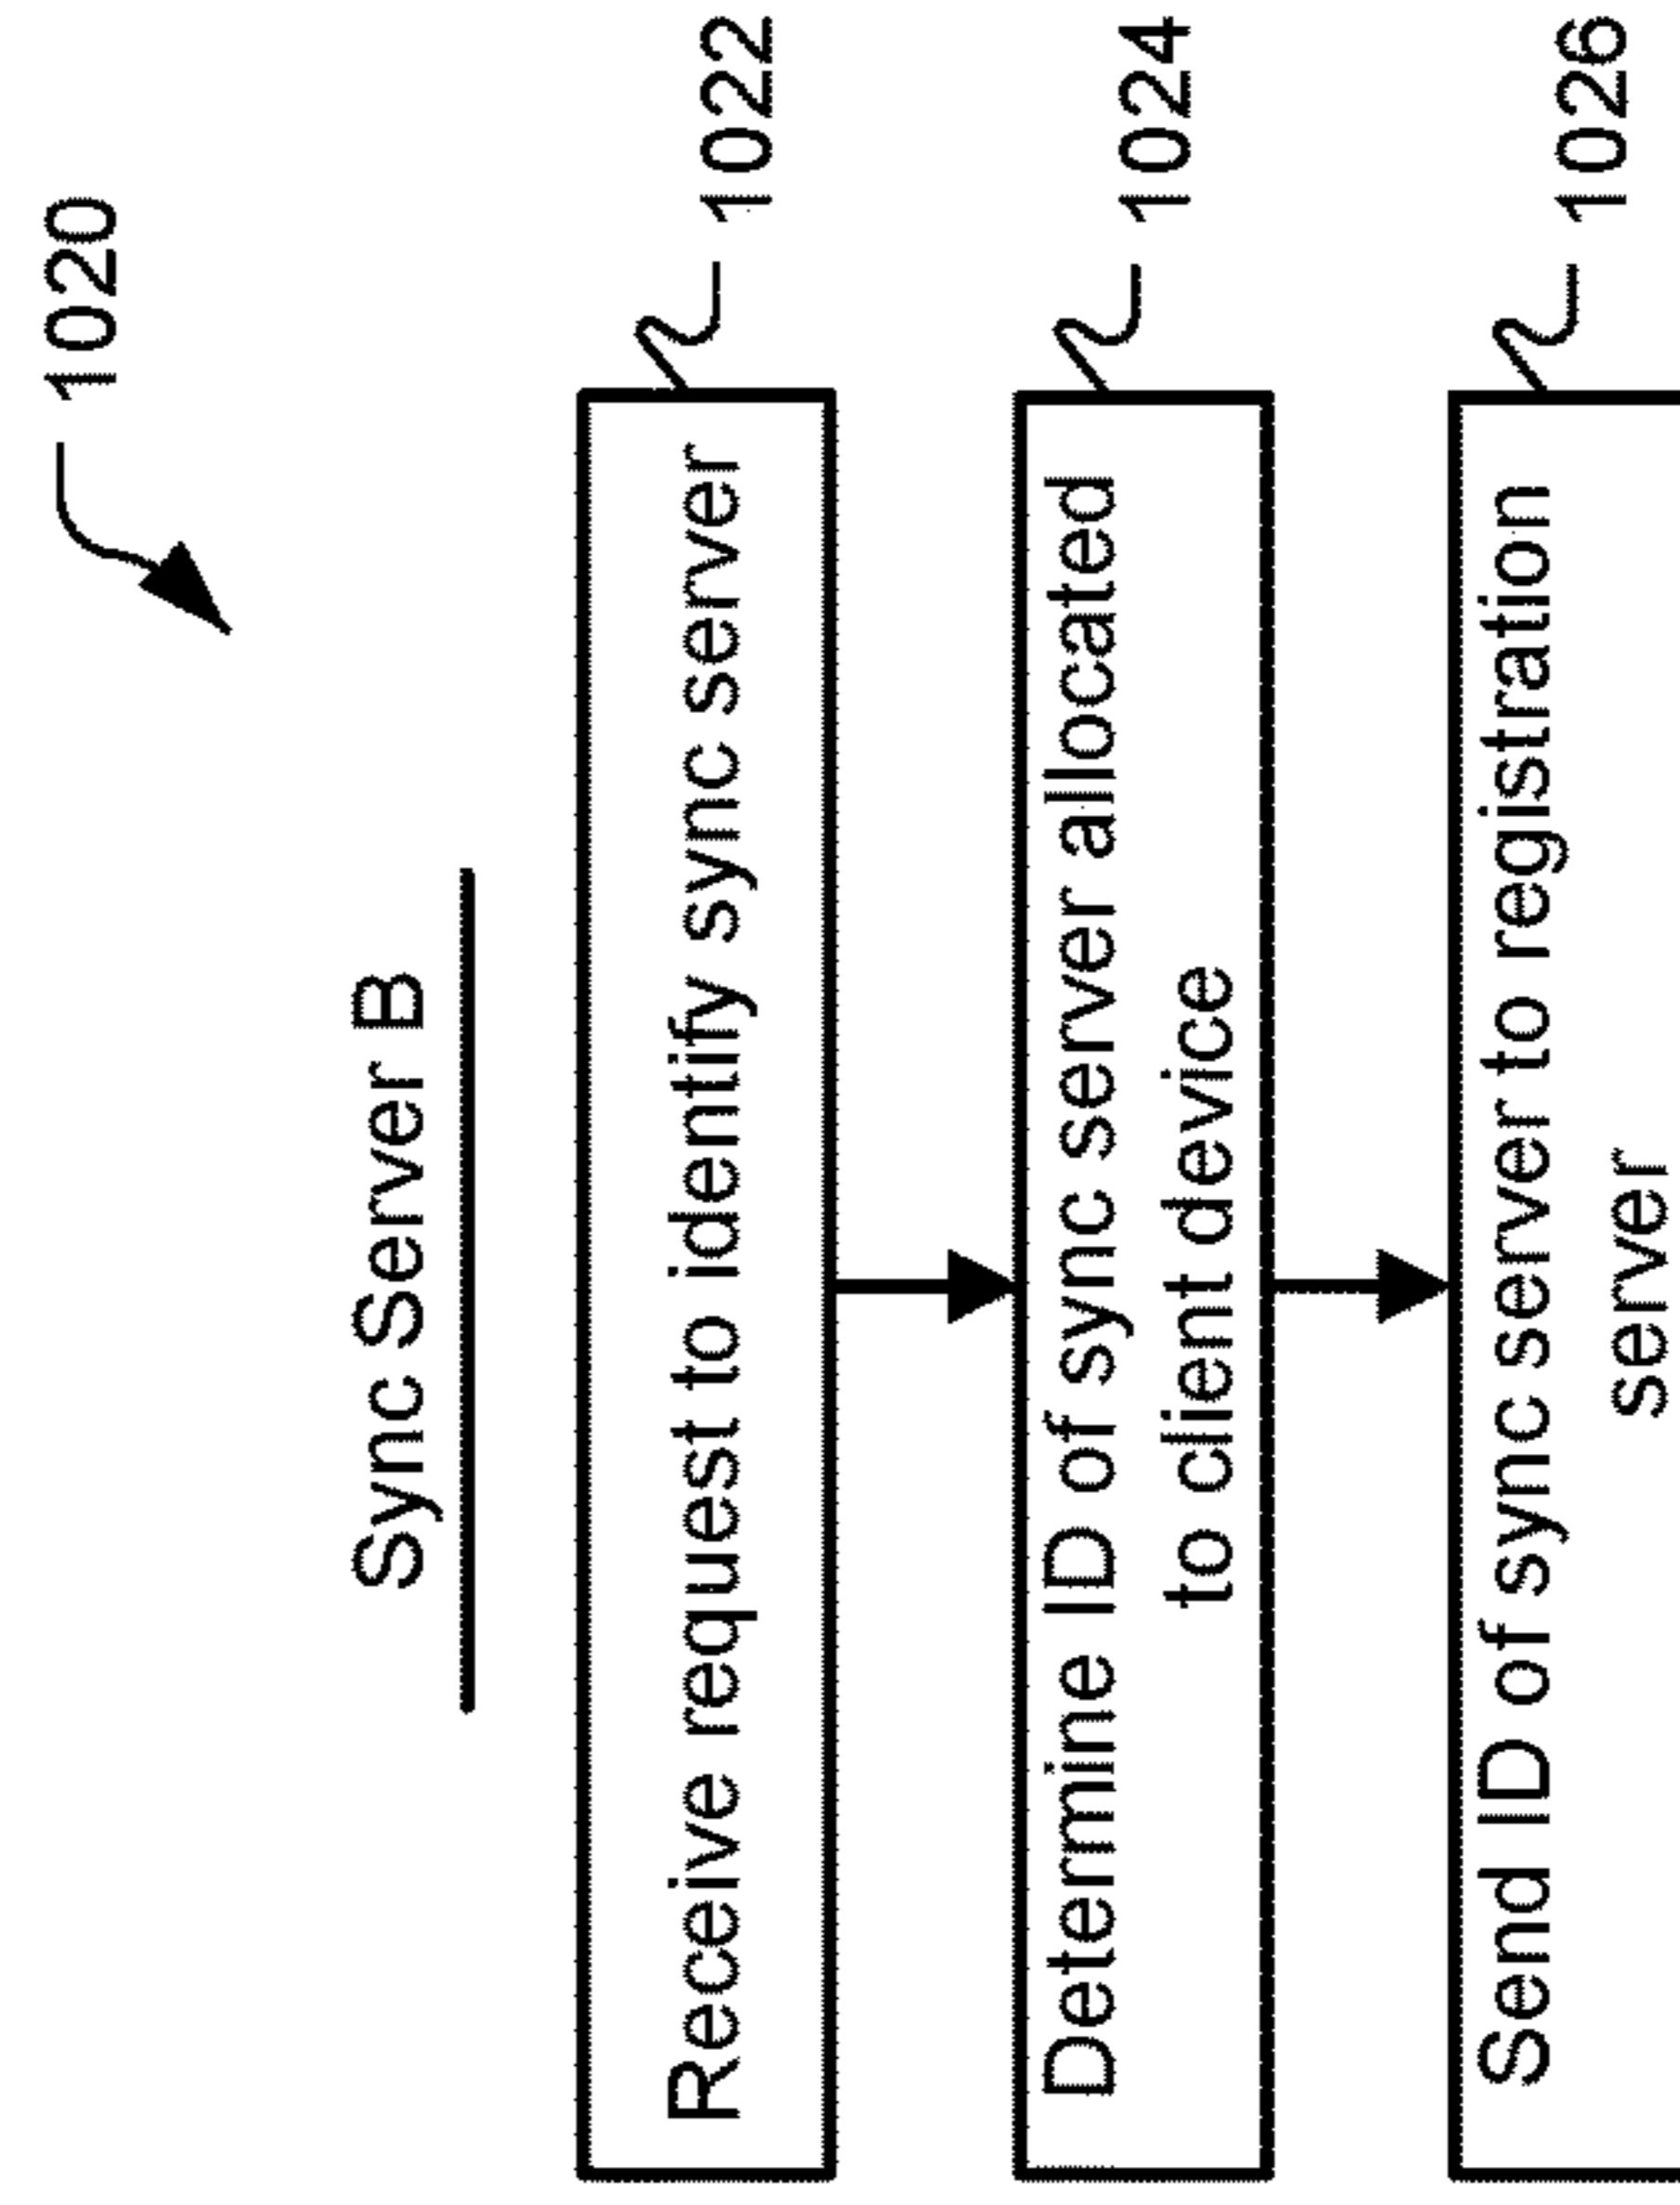 1020
Sync Server B
Receive request to identify sync server
1022
Determine ID of sync server allocated
to client device
1024
Send ID of sync server to registration
server
1026